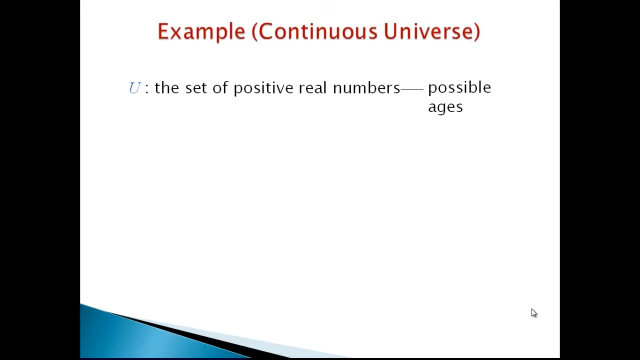 Example (Continuous Universe)
U : the set of positive real numbers— possible
ages